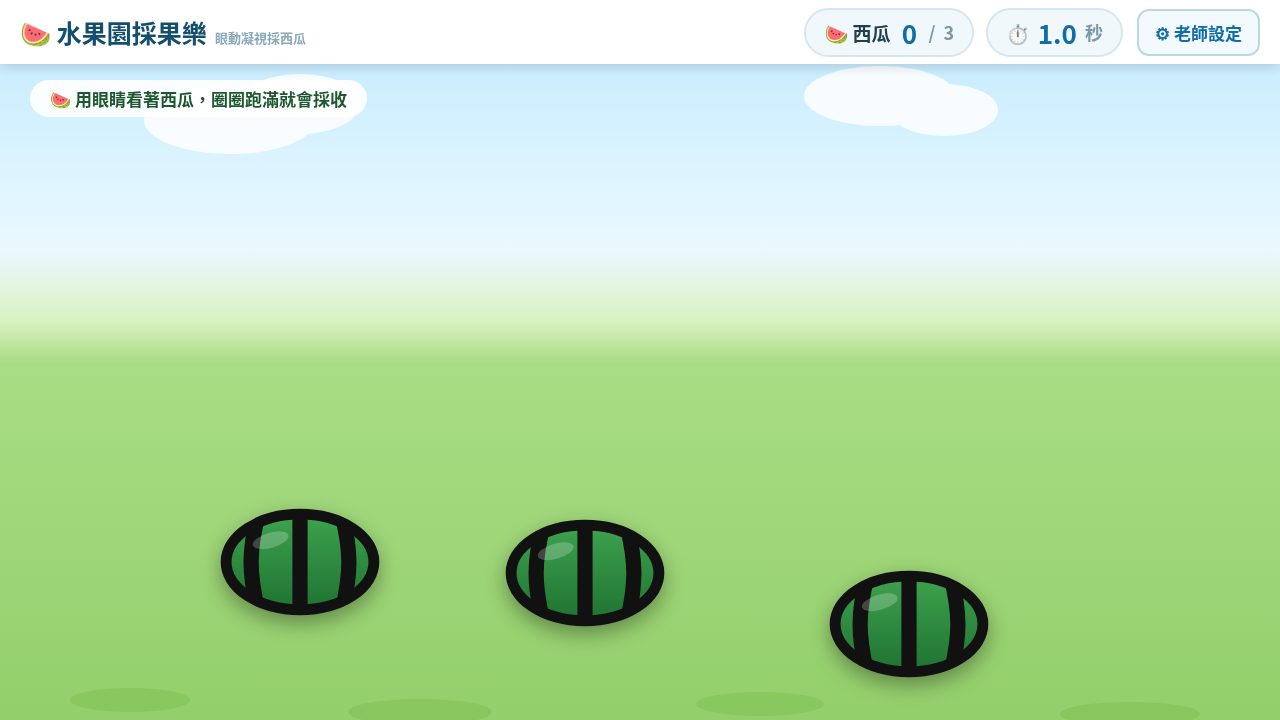 🍉 水果園採果樂 眼動凝視採西瓜
🍉 西瓜 0 / 3
⏱️ 1.0 秒
⚙ 老師設定
🍉 用眼睛看著西瓜，圈圈跑滿就會採收